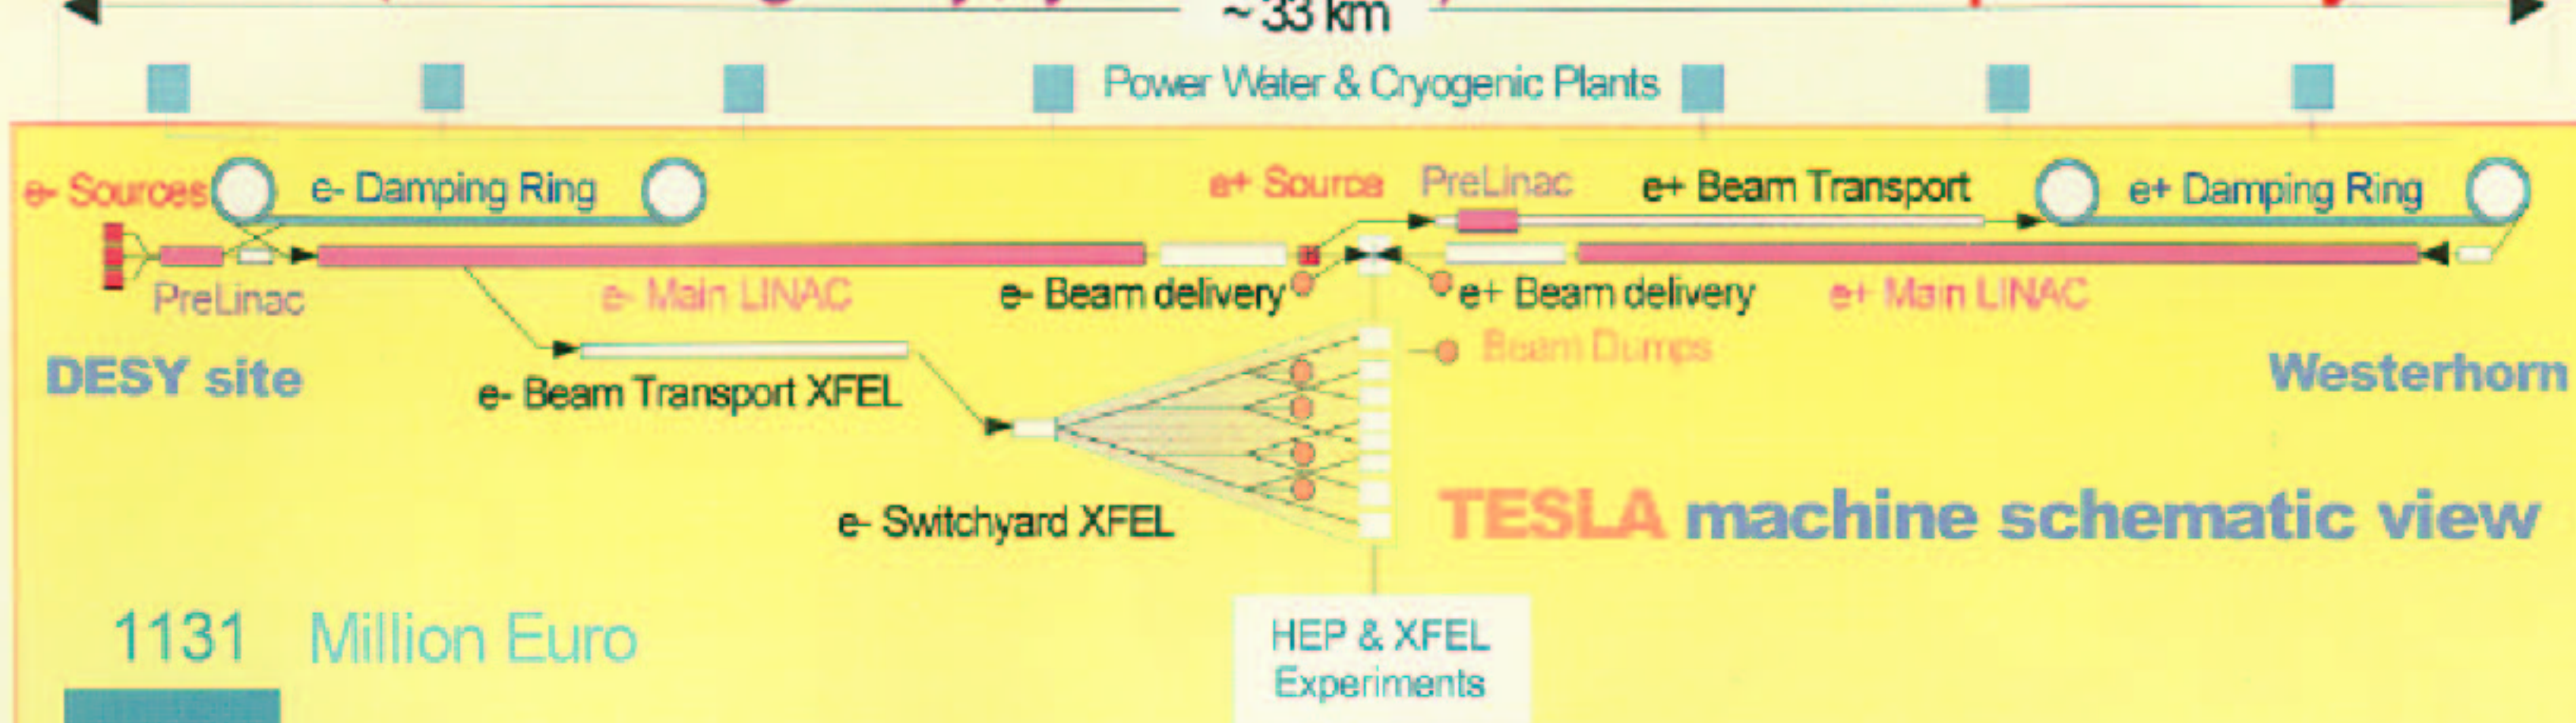 ~ 33 km
Power Water & Cryogenic Plants
e- Sources
e- Damping Ring
e+ Source
PreLinac
e+ Beam Transport
e+ Damping Ring
PreLinac
e- Main LINAC
e- Beam delivery
e+ Beam delivery
e+ Main LINAC
Beam Dumps
DESY site
e- Beam Transport XFEL
Westerhorn
e- Switchyard XFEL
TESLA machine schematic view
1131 Million Euro
HEP & XFEL
Experiments